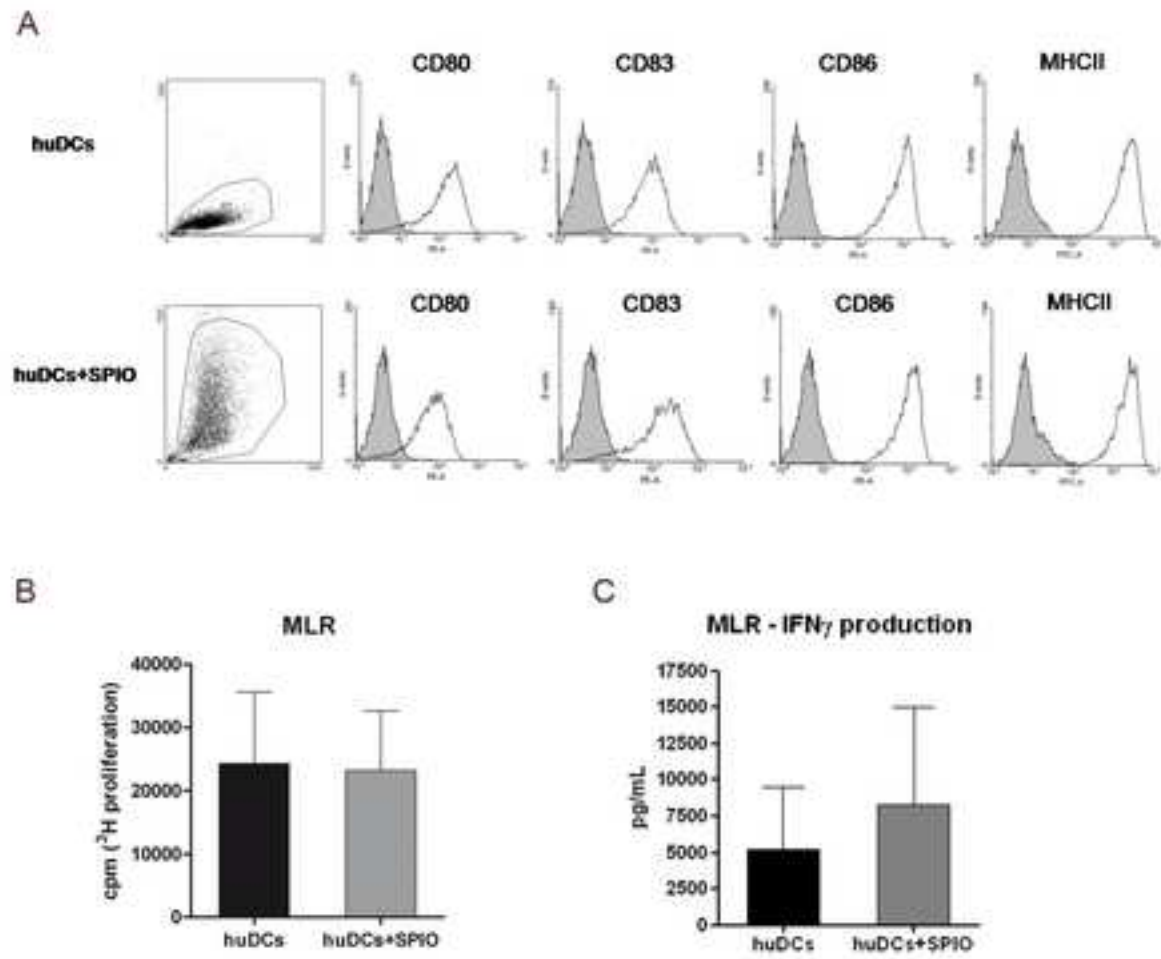 A
CD80 CD83 CD86 MHCII
huDCs
CD80 CD83 CD86 MHCII
huDCs+SPIO
B
MLR
40000
30000
20000
10000
0
cpm (³H proliferation)
huDCs huDCs+SPIO
C
MLR - IFNγ production
17500
15000
12500
10000
7500
5000
2500
0
pg/mL
huDCs huDCs+SPIO